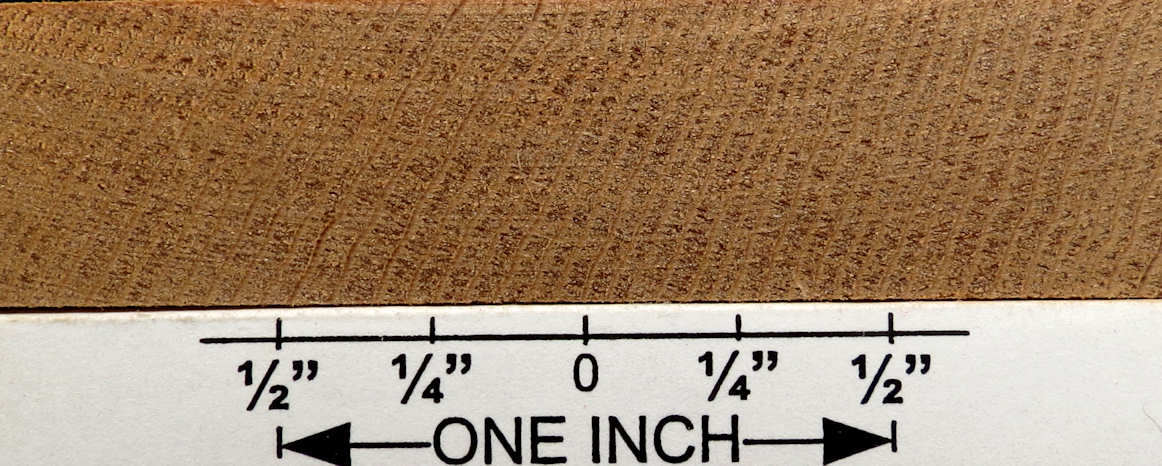 ½” ¼” 0 ¼” ½”
ONE INCH